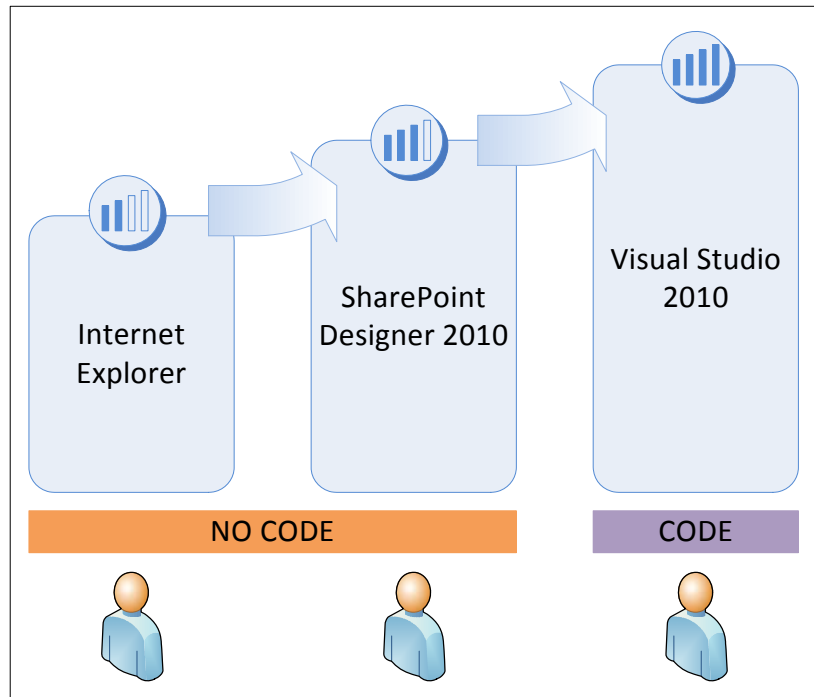 Internet
Explorer
SharePoint
Designer 2010
Visual Studio
2010
NO CODE
CODE